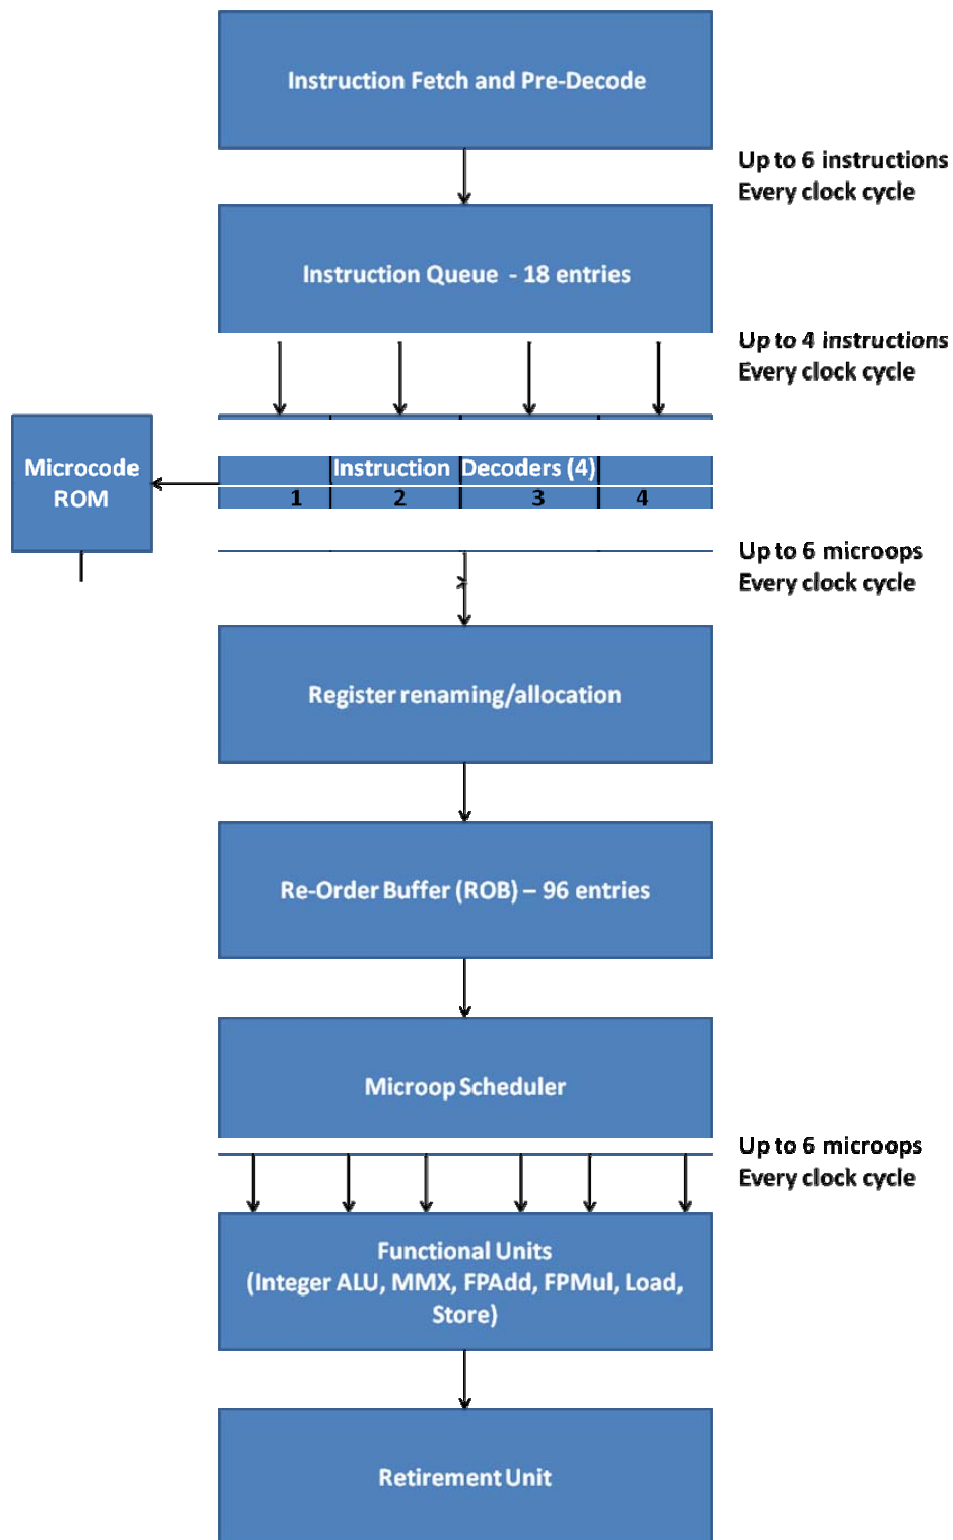 Instruction Fetch and Pre-Decode
Up to 6 instructions
Every clock cycle
Instruction Queue - 18 entries
Up to 4 instructions
Every clock cycle
Microcode
ROM
Instruction Decoders (4)
1 2 3 4
Up to 6 microops
Every clock cycle
Register renaming/allocation
Re-Order Buffer (ROB) – 96 entries
Microop Scheduler
Up to 6 microops
Every clock cycle
Functional Units
(Integer ALU, MMX, FPAdd, FPMul, Load,
Store)
Retirement Unit